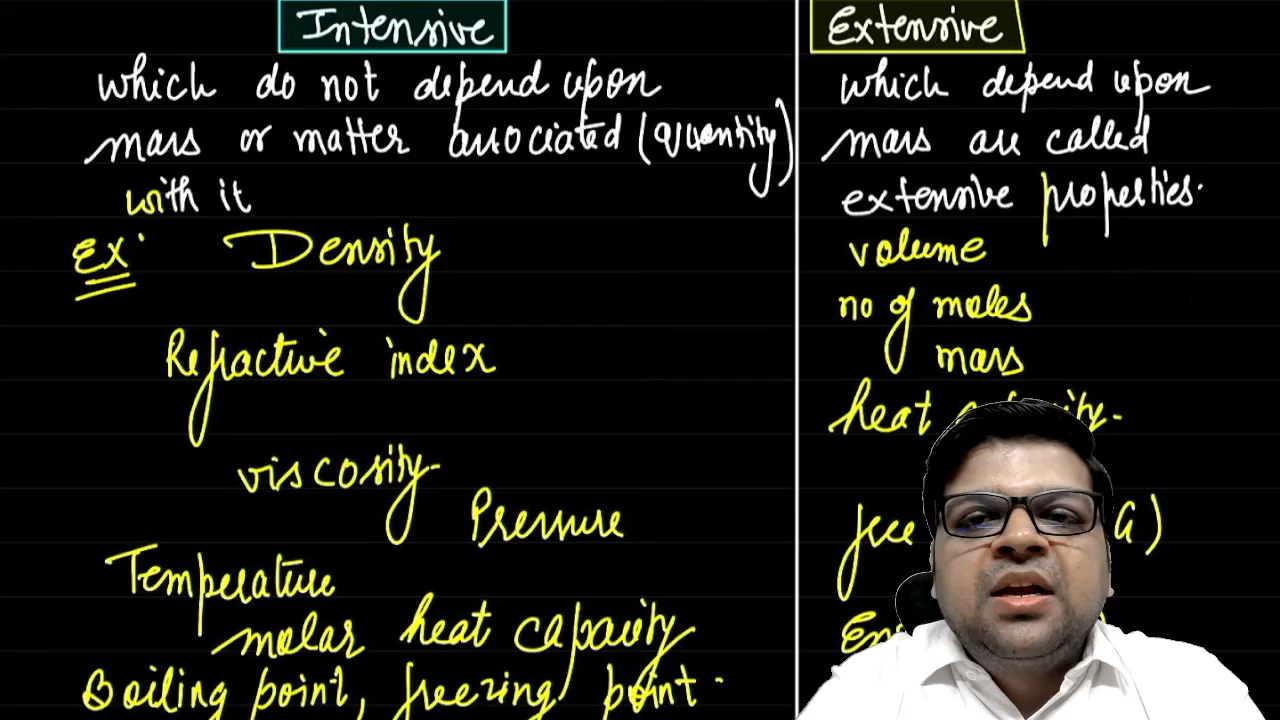 Intensive
which do not depend upon
mass or matter associated (quantity)
with it
Ex: Density
Refractive index
viscosity
Pressure
Temperature
molar heat capacity
Boiling point, freezing point.
Extensive
which depend upon
mass are called
extensive properties.
volume
no of moles
mass
heat
G)